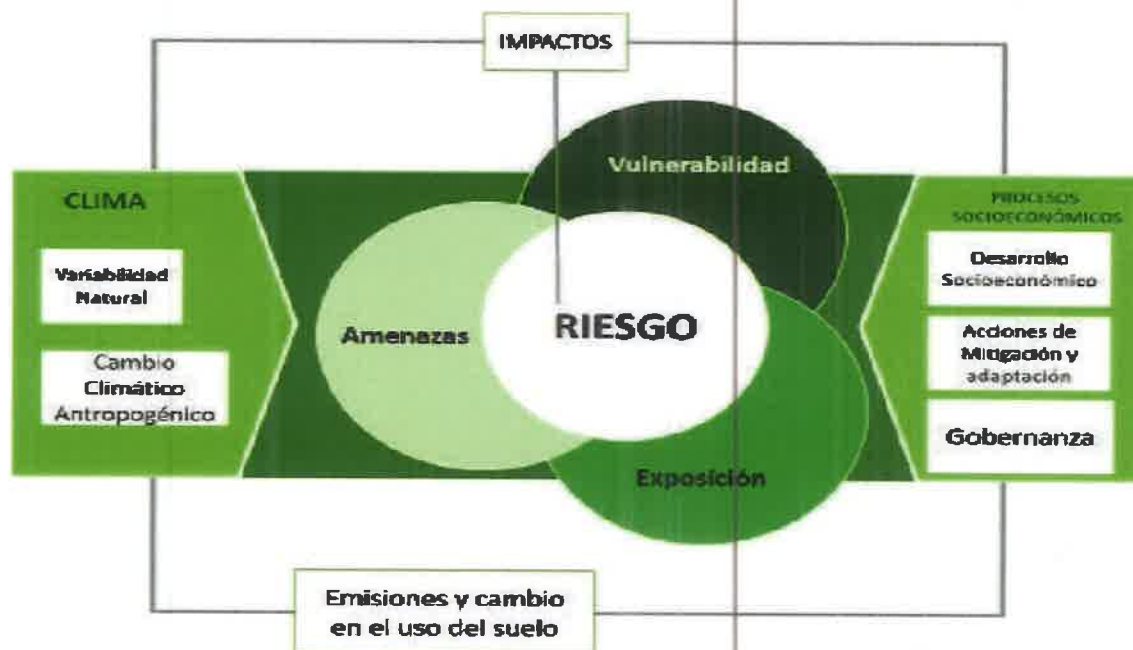 IMPACTOS
CLIMA
Variabilidad
Natural
Cambio
Climático
Antropogénico
Amenazas
Vulnerabilidad
RIESGO
Exposición
PROCESOS
SOCIOECONÓMICOS
Desarrollo
Socioeconómico
Acciones de
Mitigación y
adaptación
Gobernanza
Emisiones y cambio
en el uso del suelo